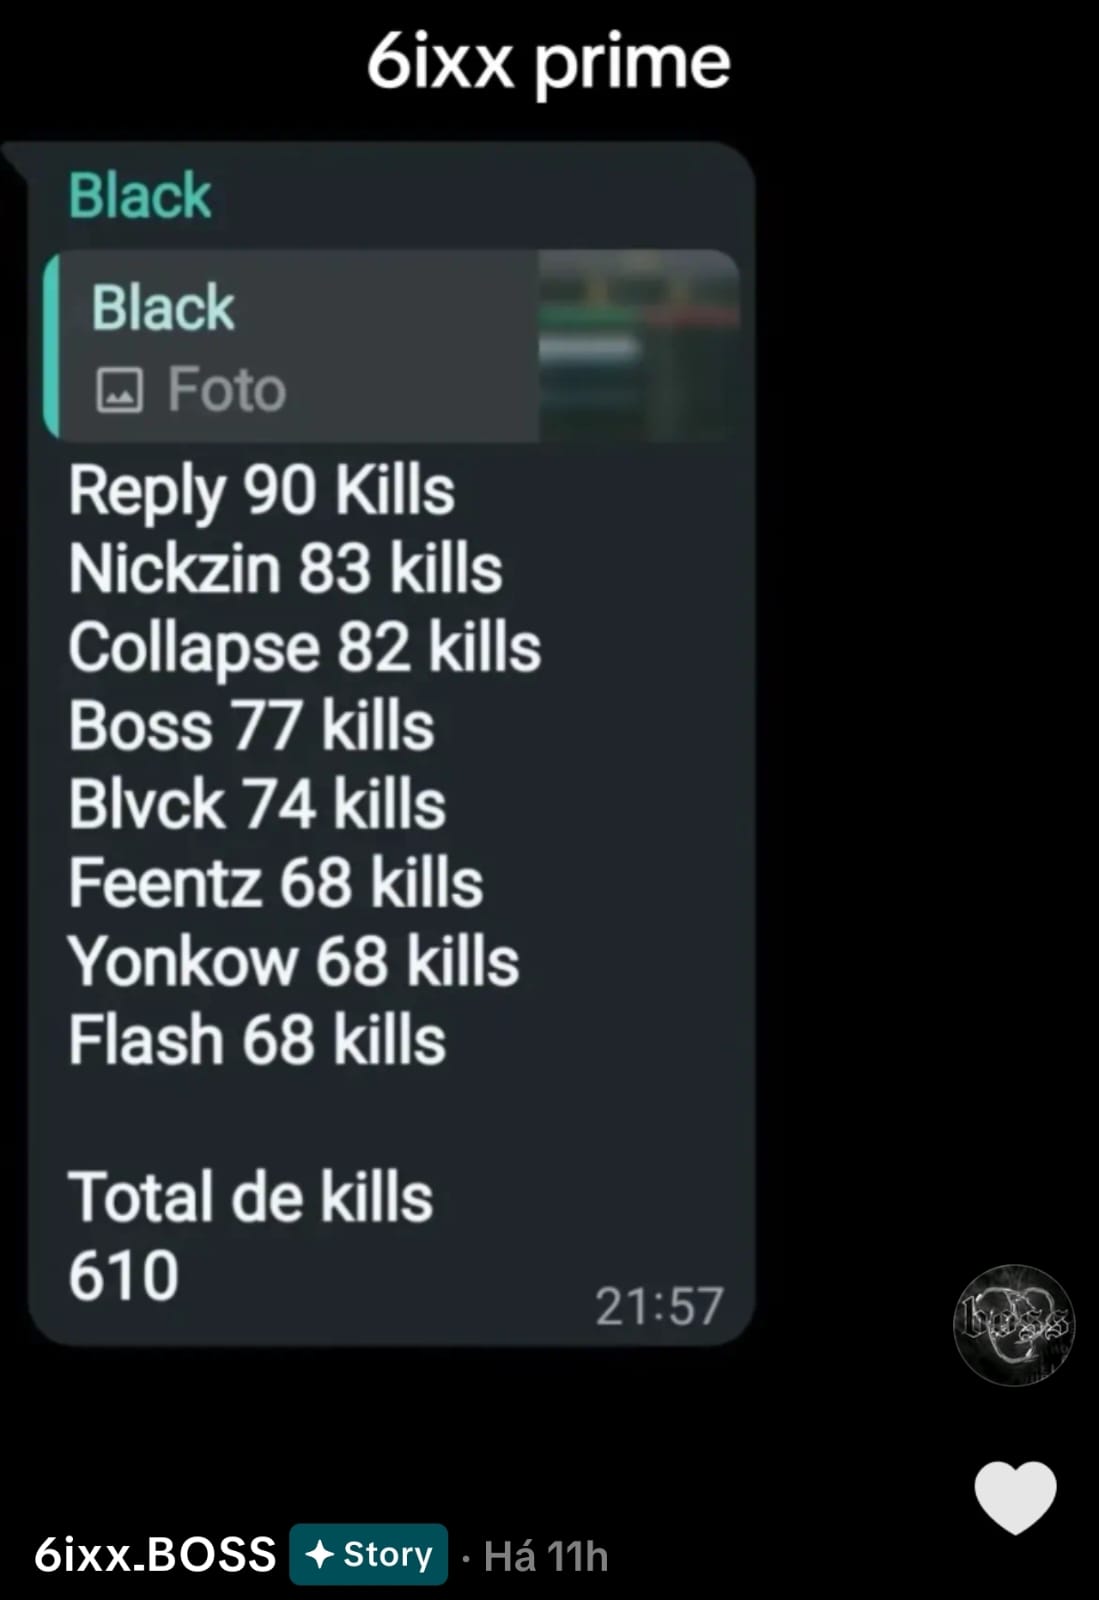 6ixx prime
Black
Black
Foto
Reply 90 Kills
Nickzin 83 kills
Collapse 82 kills
Boss 77 kills
Blvck 74 kills
Feentz 68 kills
Yonkow 68 kills
Flash 68 kills
Total de kills
610
21:57
boss
6ixx.BOSS Story · Há 11h